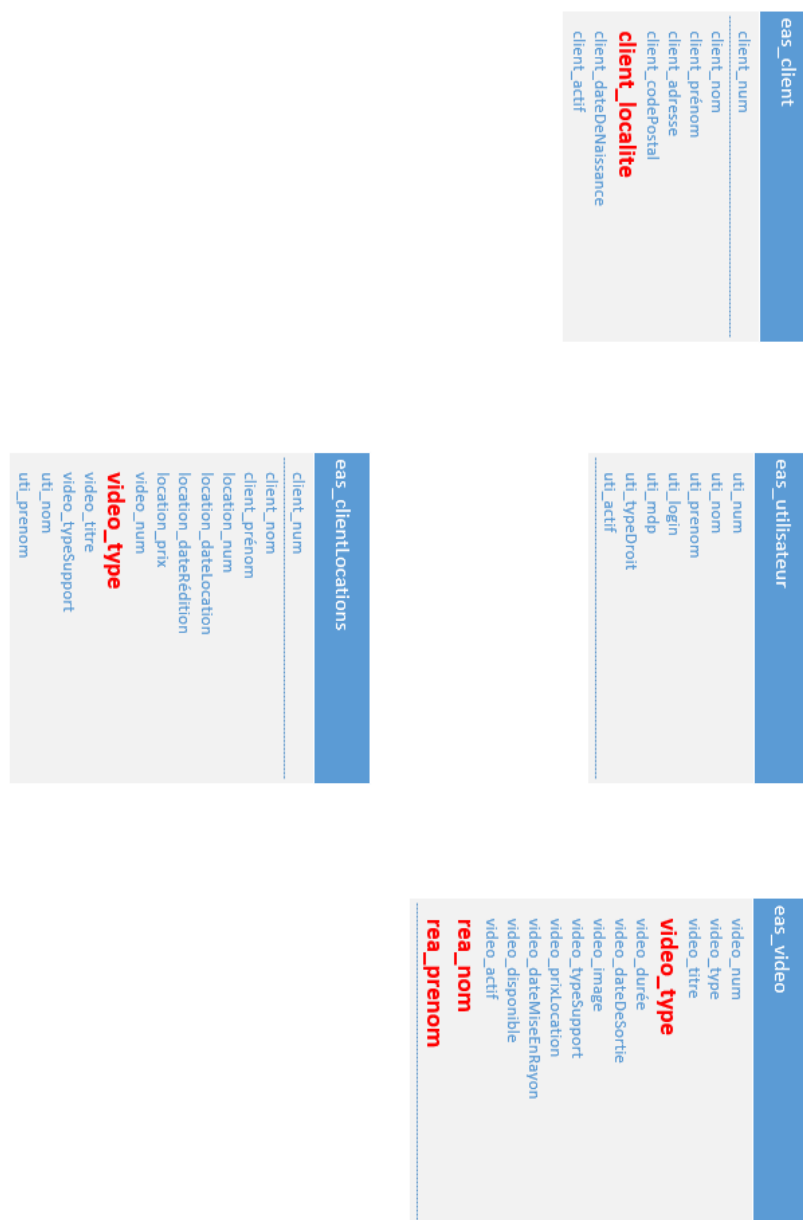 eas_client
client_num
client_nom
client_prénom
client_adresse
client_codePostal
client_localite
client_dateDeNaissance
client_actif
eas_utilisateur
uti_num
uti_nom
uti_prenom
uti_login
uti_mdp
uti_typeDroit
uti_actif
eas_video
video_num
video_type
video_titre
video_type
video_durée
video_dateDeSortie
video_image
video_typeSupport
video_prixLocation
video_dateMiseEnRayon
video_disponible
video_actif
rea_nom
rea_prenom
eas_clientLocations
client_num
client_nom
client_prénom
location_num
location_dateLocation
location_dateRédition
location_prix
video_num
video_type
video_titre
video_typeSupport
uti_nom
uti_prenom